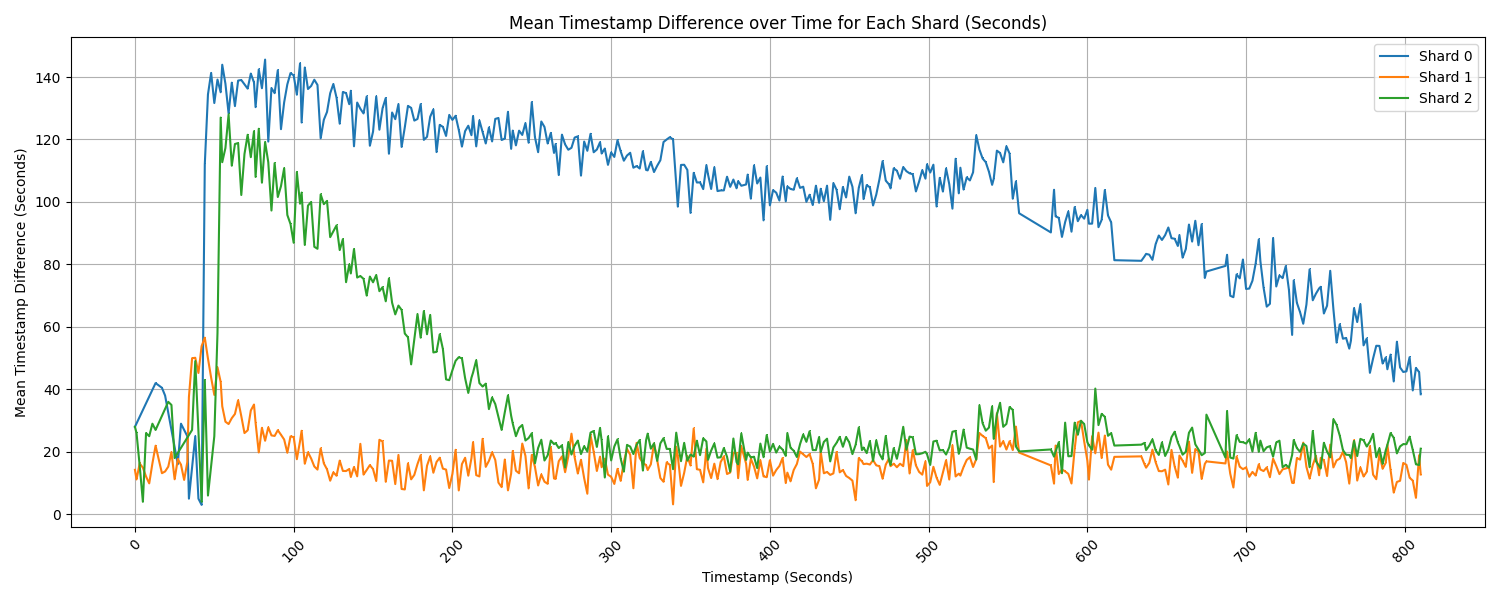 Mean Timestamp Difference over Time for Each Shard (Seconds)
Shard 0
Shard 1
Shard 2
Mean Timestamp Difference (Seconds)
140
120
100
80
60
40
20
0
0
100
200
300
400
500
600
700
800
Timestamp (Seconds)